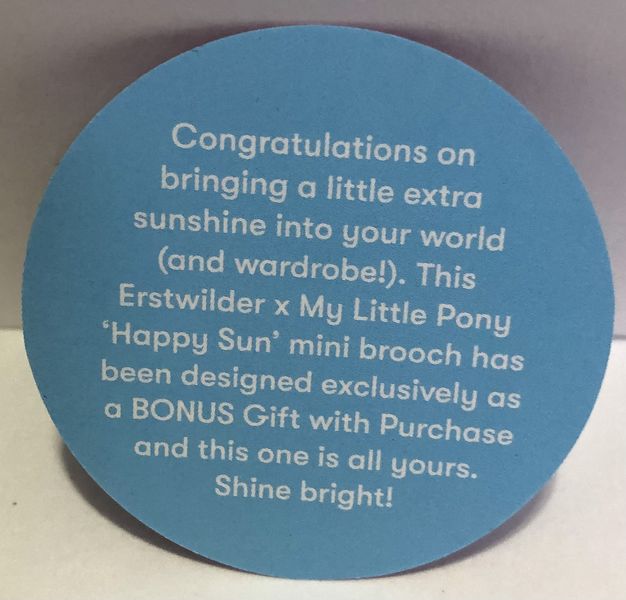 Congratulations on
bringing a little extra
sunshine into your world
(and wardrobe!). This
Erstwilder x My Little Pony
‘Happy Sun’ mini brooch has
been designed exclusively as
a BONUS Gift with Purchase
and this one is all yours.
Shine bright!